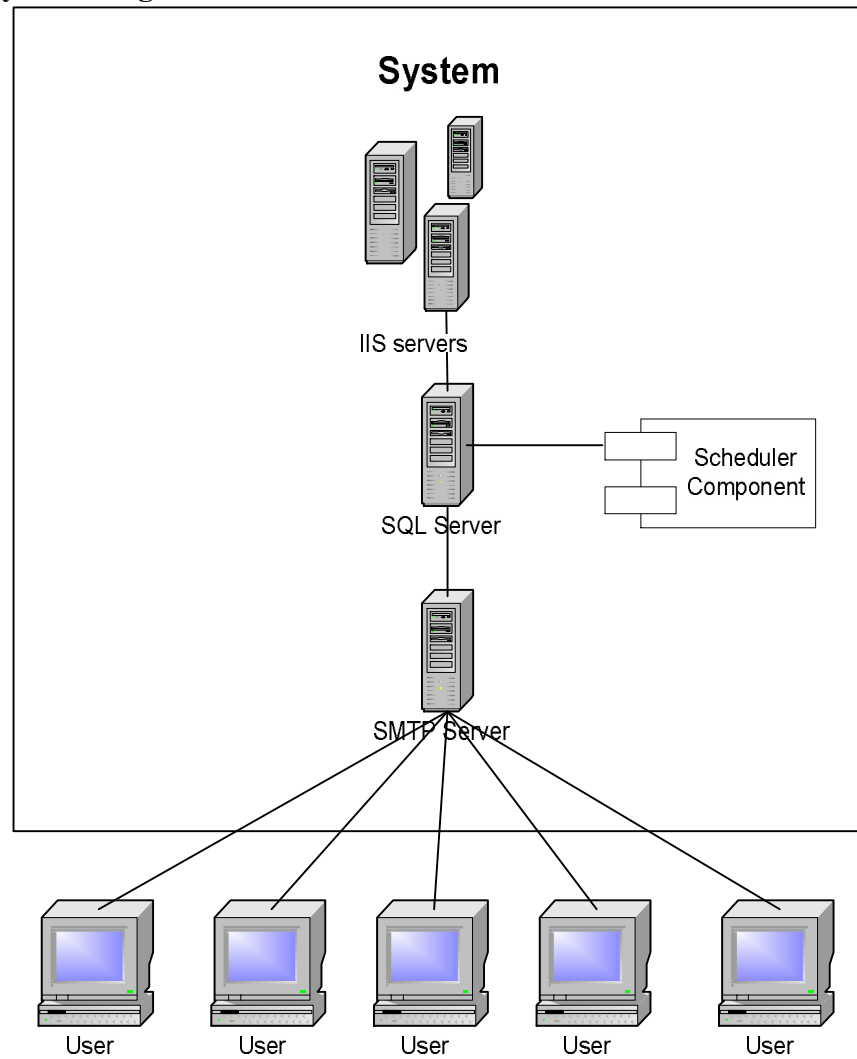 System
IIS servers
Scheduler
Component
SQL Server
SMTP Server
User
User
User
User
User